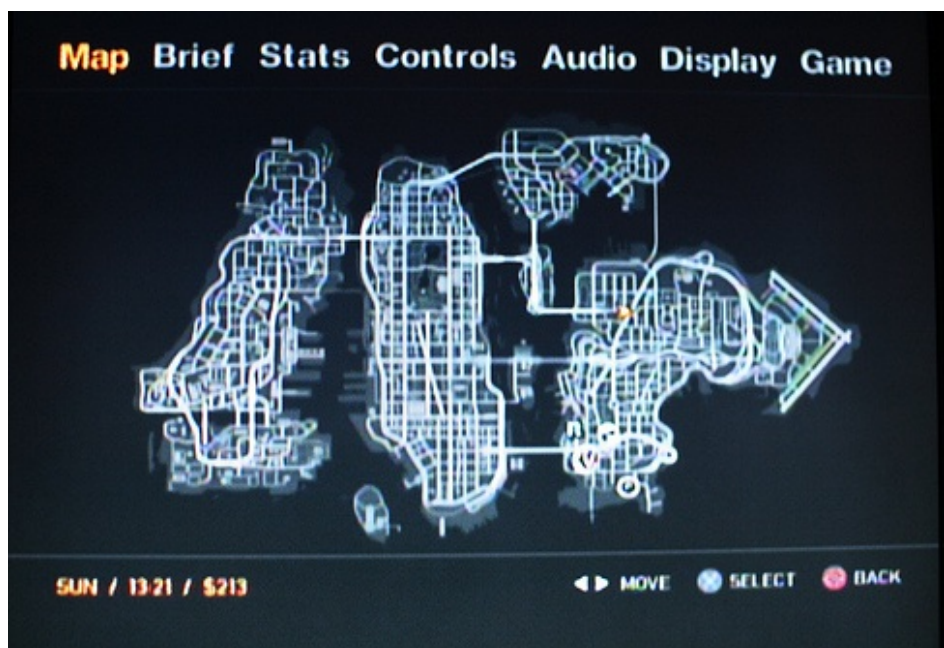 Map Brief Stats Controls Audio Display Game
SUN / 13:21 / $213
MOVE SELECT BACK